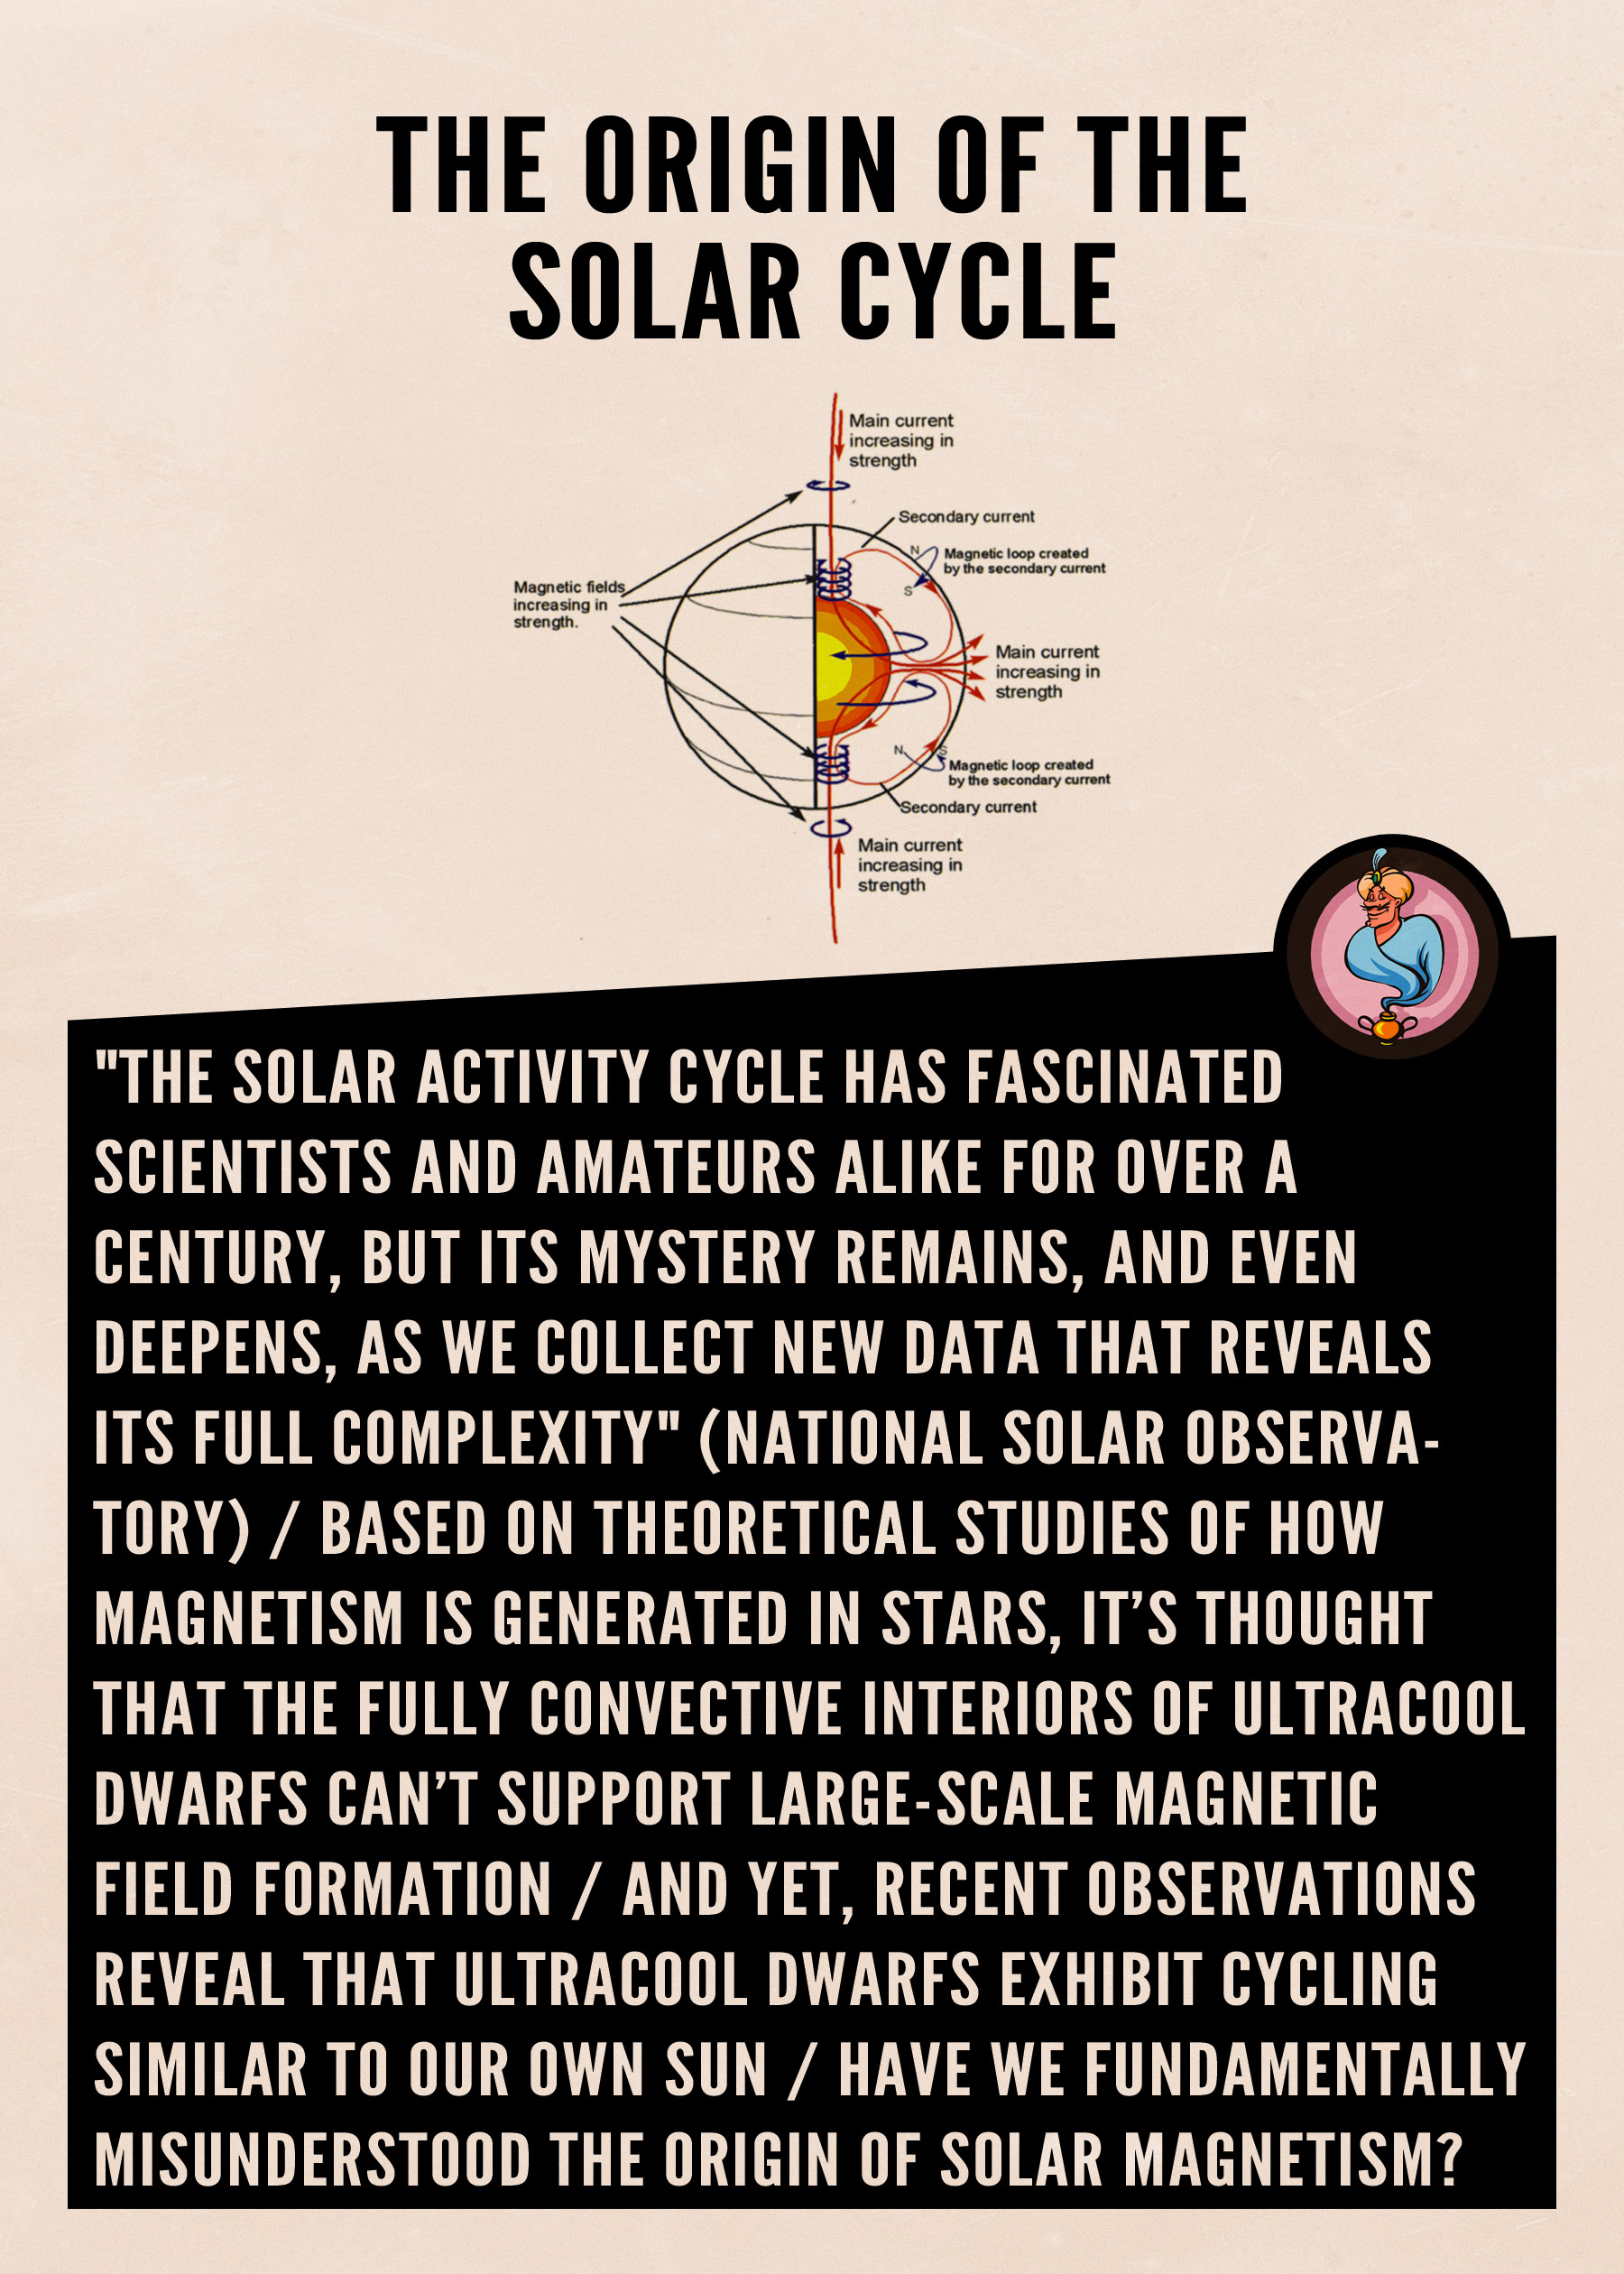 THE ORIGIN OF THE
SOLAR CYCLE
Main current
increasing in
strength
Secondary current
N
Magnetic loop created
by the secondary current
S
Magnetic fields
increasing in
strength.
Main current
increasing in
strength
N
S
Magnetic loop created
by the secondary current
Secondary current
Main current
increasing in
strength
"THE SOLAR ACTIVITY CYCLE HAS FASCINATED
SCIENTISTS AND AMATEURS ALIKE FOR OVER A
CENTURY, BUT ITS MYSTERY REMAINS, AND EVEN
DEEPENS, AS WE COLLECT NEW DATA THAT REVEALS
ITS FULL COMPLEXITY" (NATIONAL SOLAR OBSERVA-
TORY) / BASED ON THEORETICAL STUDIES OF HOW
MAGNETISM IS GENERATED IN STARS, IT’S THOUGHT
THAT THE FULLY CONVECTIVE INTERIORS OF ULTRACOOL
DWARFS CAN’T SUPPORT LARGE-SCALE MAGNETIC
FIELD FORMATION / AND YET, RECENT OBSERVATIONS
REVEAL THAT ULTRACOOL DWARFS EXHIBIT CYCLING
SIMILAR TO OUR OWN SUN / HAVE WE FUNDAMENTALLY
MISUNDERSTOOD THE ORIGIN OF SOLAR MAGNETISM?